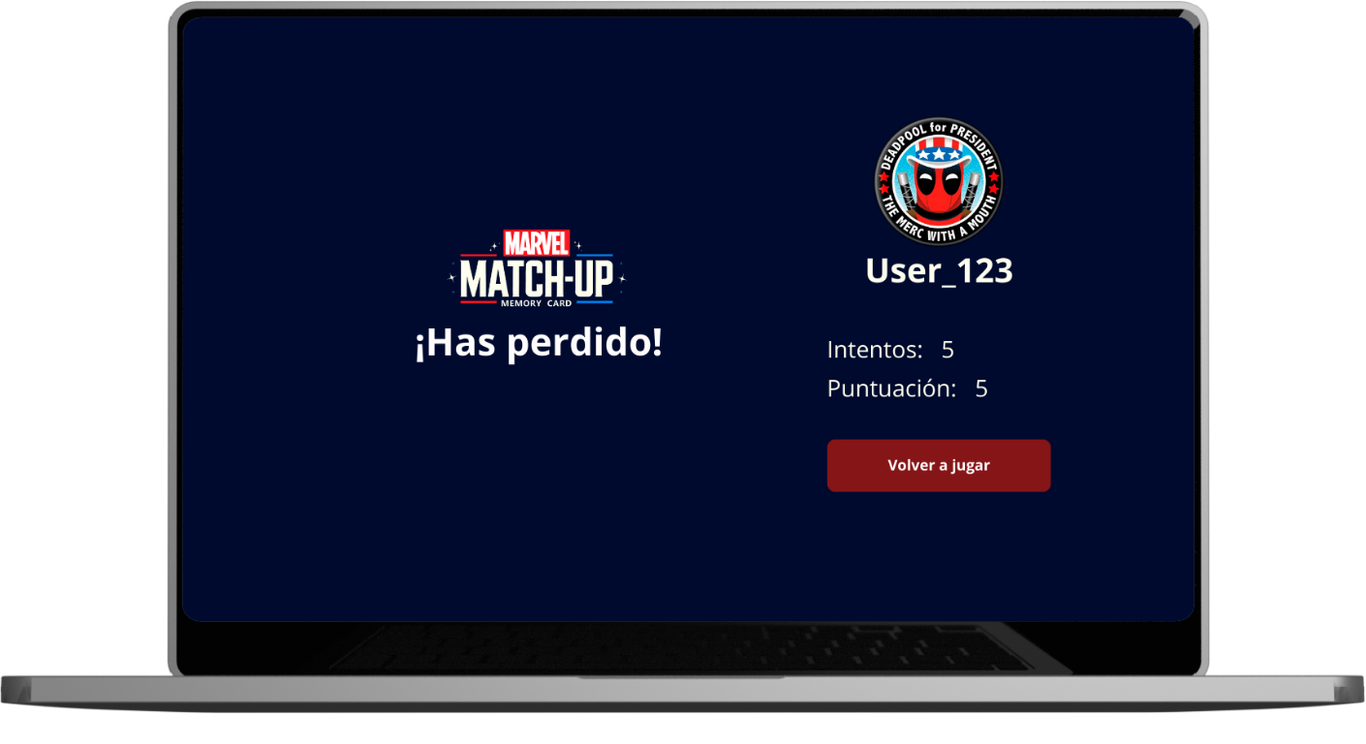 MARVEL
MATCH-UP
MEMORY CARD
¡Has perdido!
DEADPOOL for PRESIDENT
THE MERC WITH A MOUTH
User_123
Intentos: 5
Puntuación: 5
Volver a jugar